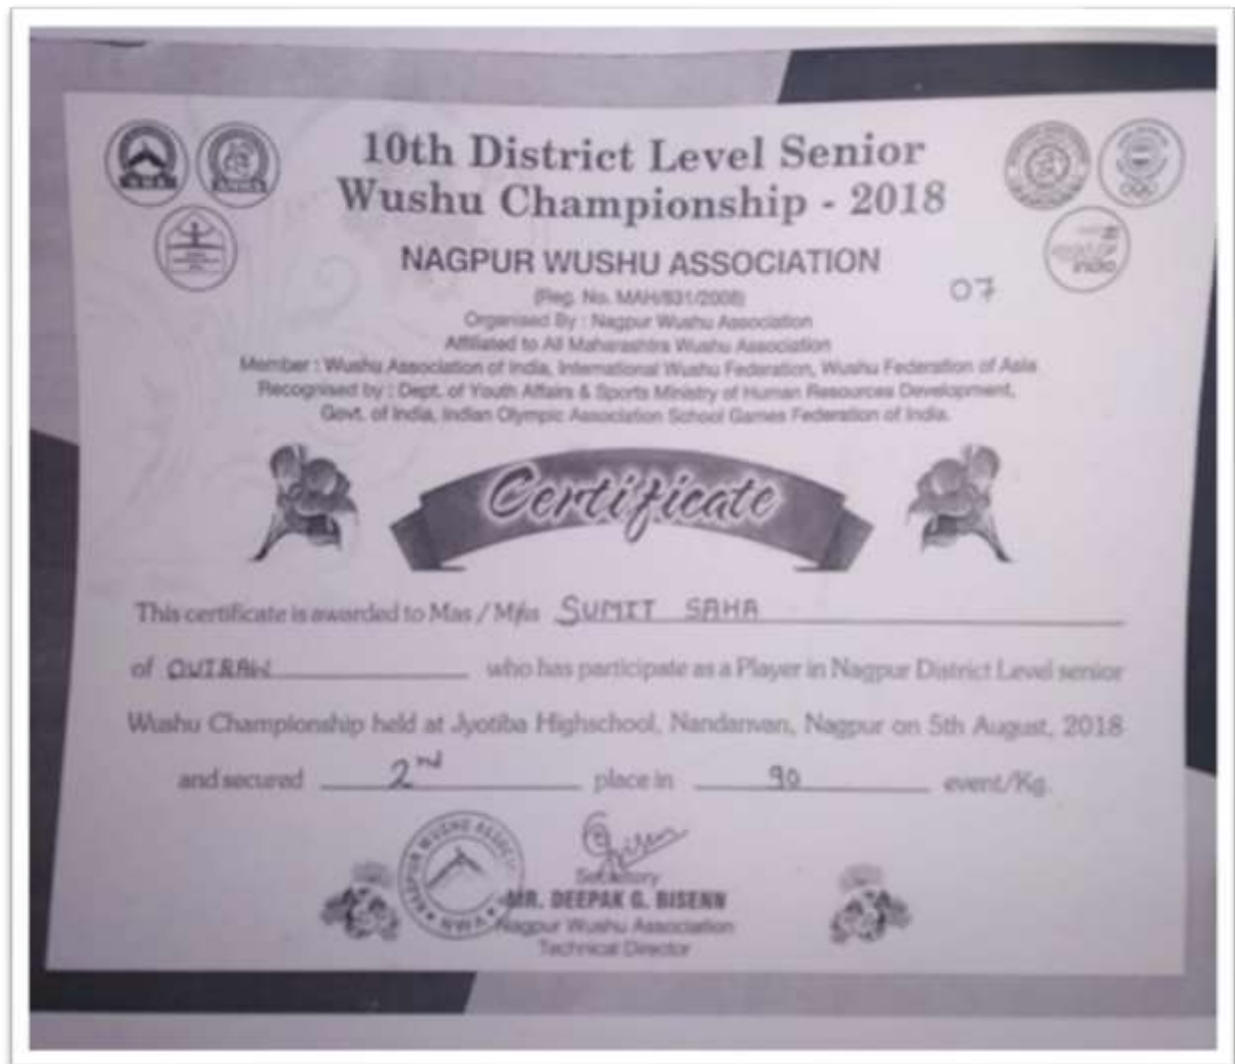 10th District Level Senior
Wushu Championship - 2018
NAGPUR WUSHU ASSOCIATION
07
(Reg. No. MAH/831/2008)
Organised By : Nagpur Wushu Association
Affiliated to All Maharashtra Wushu Association
Member : Wushu Association of India, International Wushu Federation, Wushu Federation of Asia
Recognised by : Dept. of Youth Affairs & Sports Ministry of Human Resources Development,
Govt. of India, Indian Olympic Association School Games Federation of India.
Certificate
This certificate is awarded to Mas / Miss SUMIT SAHA
of who has participate as a Player in Nagpur District Level senior
Wushu Championship held at Jyotiba Highschool, Nandanvan, Nagpur on 5th August, 2018
and secured 2nd place in 90 event/Kg.
NAGPUR WUSHU ASSOCI
MR. DEEPAK G. BISENN
Nagpur Wushu Association
Technical Director